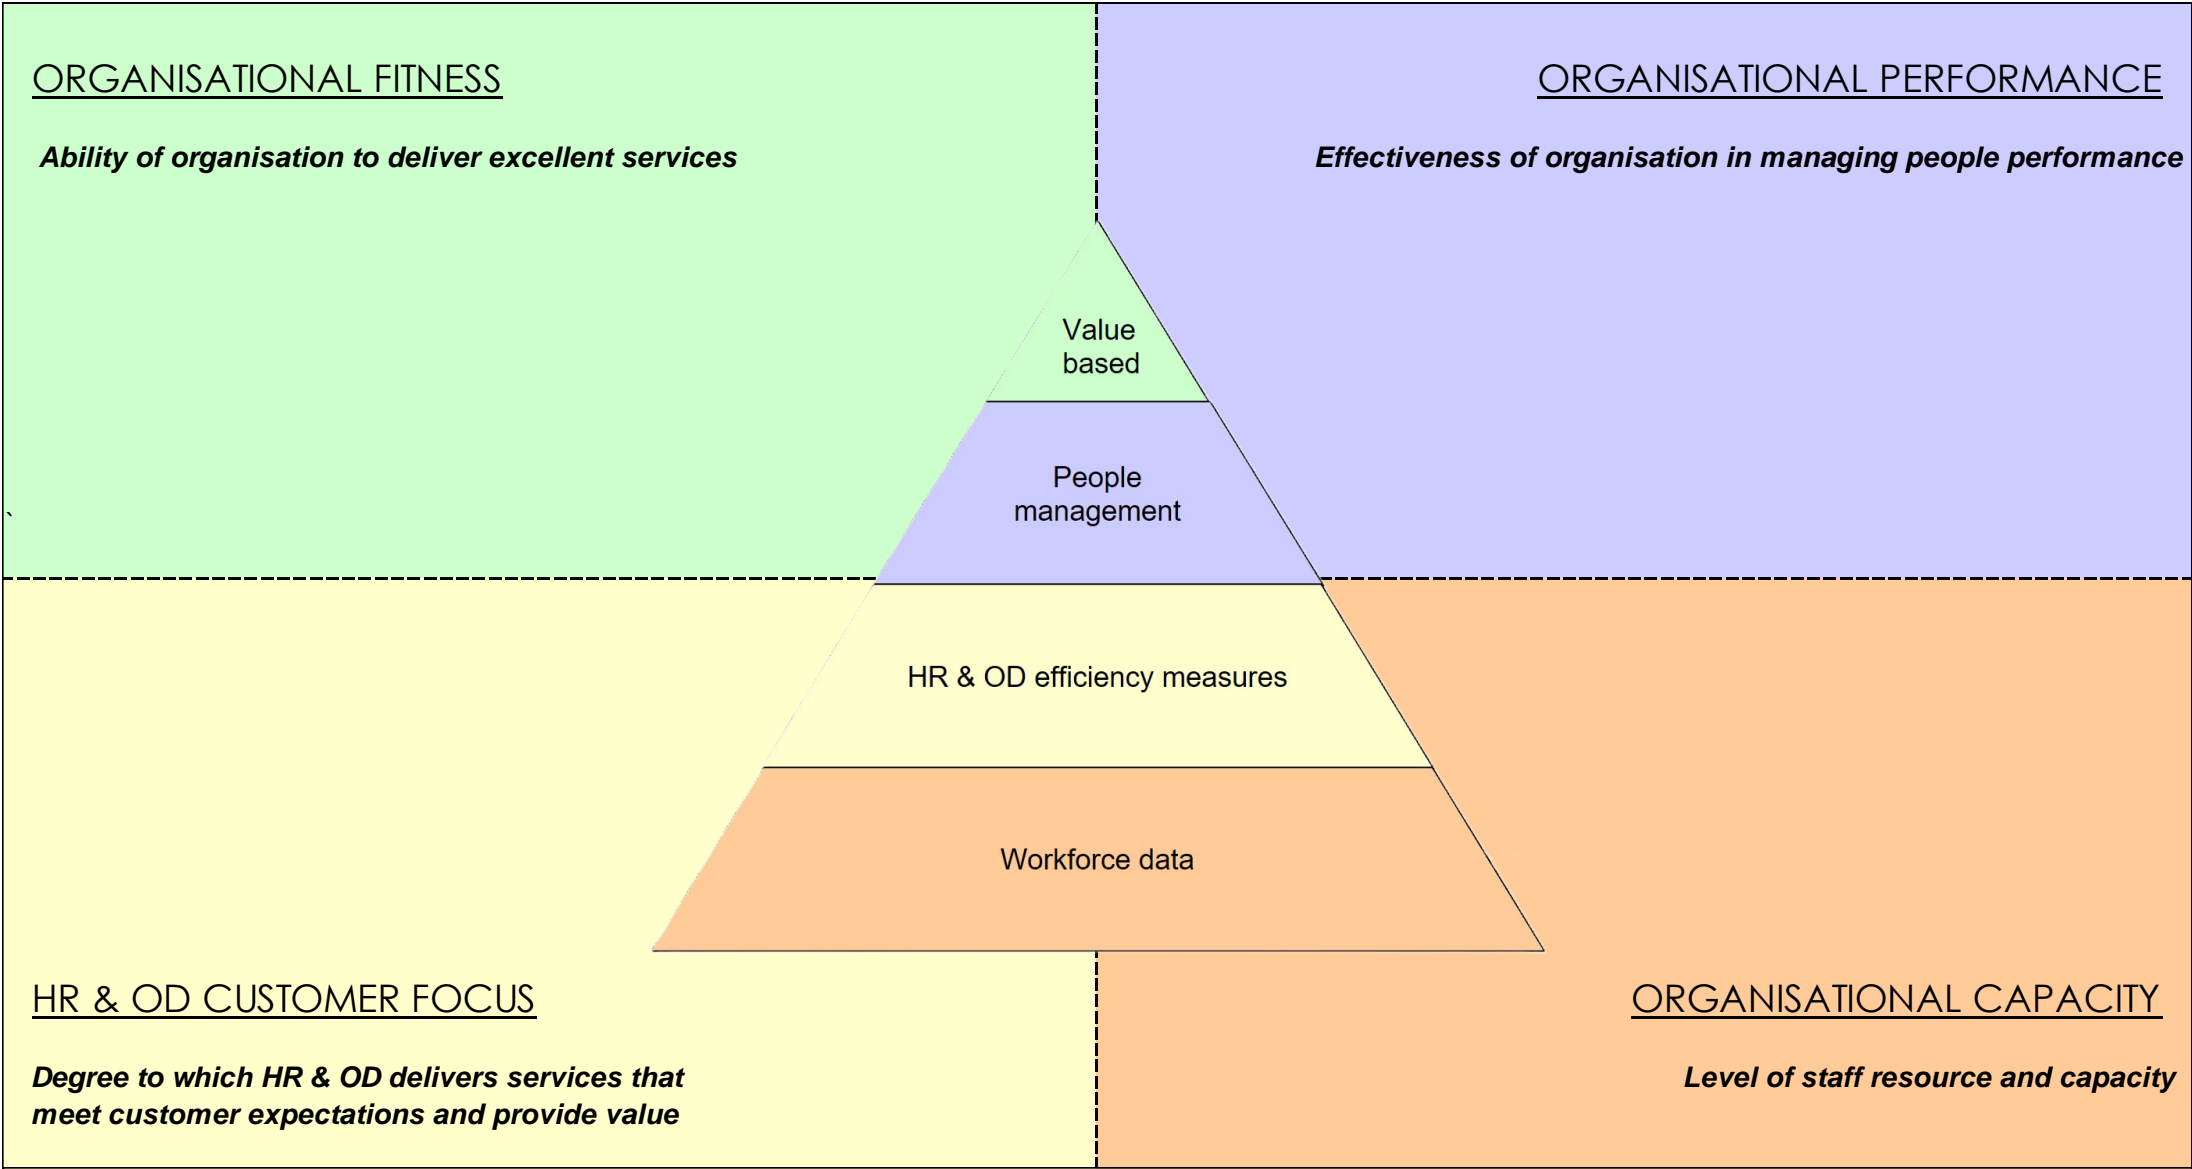 ORGANISATIONAL FITNESS
Ability of organisation to deliver excellent services
ORGANISATIONAL PERFORMANCE
Effectiveness of organisation in managing people performance
Value
based
People
management
`
HR & OD efficiency measures
Workforce data
HR & OD CUSTOMER FOCUS
Degree to which HR & OD delivers services that
meet customer expectations and provide value
ORGANISATIONAL CAPACITY
Level of staff resource and capacity